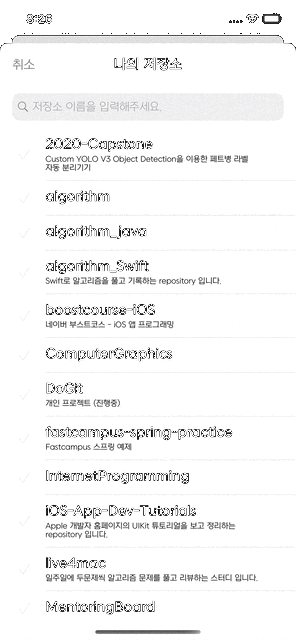 9:26
취소
나의 저장소
저장소 이름을 입력해주세요.
2020-Capstone
Custom YOLO V3 Object Detection을 이용한 페트병 라벨
자동 분리기기
algorithm
algorithm_java
algorithm_Swift
Swift로 알고리즘을 풀고 기록하는 repository 입니다.
boostcourse-iOS
네이버 부스트코스 - iOS 앱 프로그래밍
ComputerGraphics
DoGit
개인 프로젝트 (진행중)
fastcampus-spring-practice
Fastcampus 스프링 예제
InternetProgramming
iOS-App-Dev-Tutorials
Apple 개발자 홈페이지의 UIKit 튜토리얼을 보고 정리하는
repository 입니다.
live4mac
일주일에 두문제씩 알고리즘 문제를 풀고 리뷰하는 스터디 입니다.
MentoringBoard